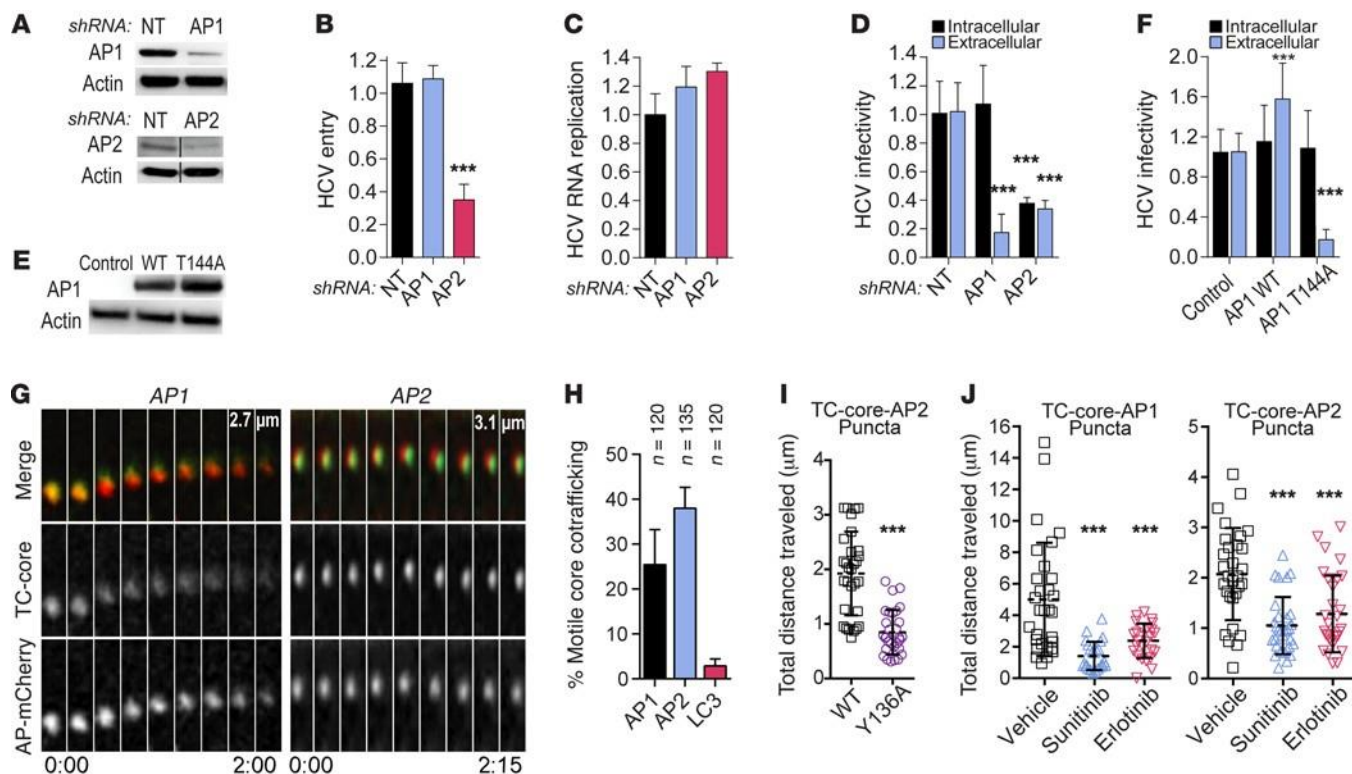 A
shRNA: NT AP1
AP1
Actin
shRNA: NT AP2
AP2
Actin
B
HCV entry
1.2
1.0
0.8
0.6
0.4
0.2
0.0
***
shRNA: NT AP1 AP2
C
HCV RNA replication
1.4
1.2
1.0
0.8
0.6
0.4
0.2
0.0
shRNA: NT AP1 AP2
D
Intracellular
Extracellular
HCV infectivity
1.4
1.2
1.0
0.8
0.6
0.4
0.2
0.0
***
***
***
shRNA: NT AP1 AP2
E
Control WT T144A
AP1
Actin
F
Intracellular
Extracellular
HCV infectivity
2.0
1.6
1.2
0.8
0.4
0.0
***
***
Control AP1 WT AP1 T144A
G
AP1 AP2
Merge
2.7 µm 3.1 µm
TC-core
AP-mCherry
0:00 2:00 0:00 2:15
H
n = 120 n = 135 n = 120
% Motile core cotrafficking
50
40
30
20
10
0
AP1 AP2 LC3
I
TC-core-AP2
Puncta
Total distance traveled (µm)
4
3
2
1
0
***
WT Y136A
J
TC-core-AP1
Puncta
Total distance traveled (µm)
16
14
12
10
8
6
4
2
0
*** ***
Vehicle Sunitinib Erlotinib
TC-core-AP2
Puncta
5
4
3
2
1
0
*** ***
Vehicle Sunitinib Erlotinib